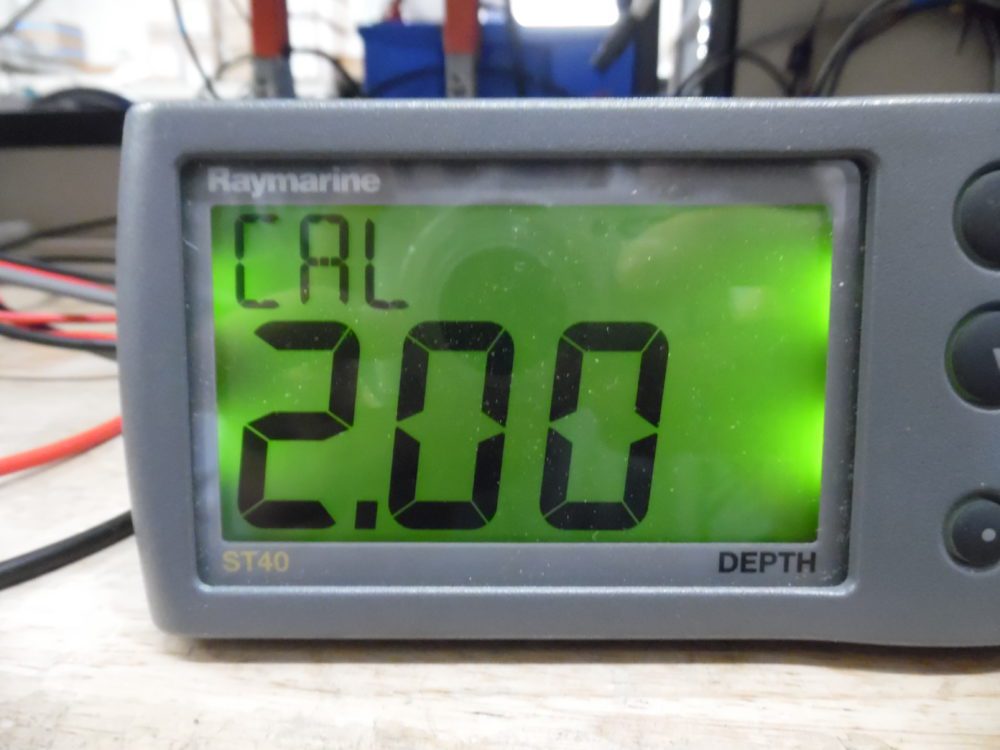 Raymarine
CAL
2.00
ST40 DEPTH